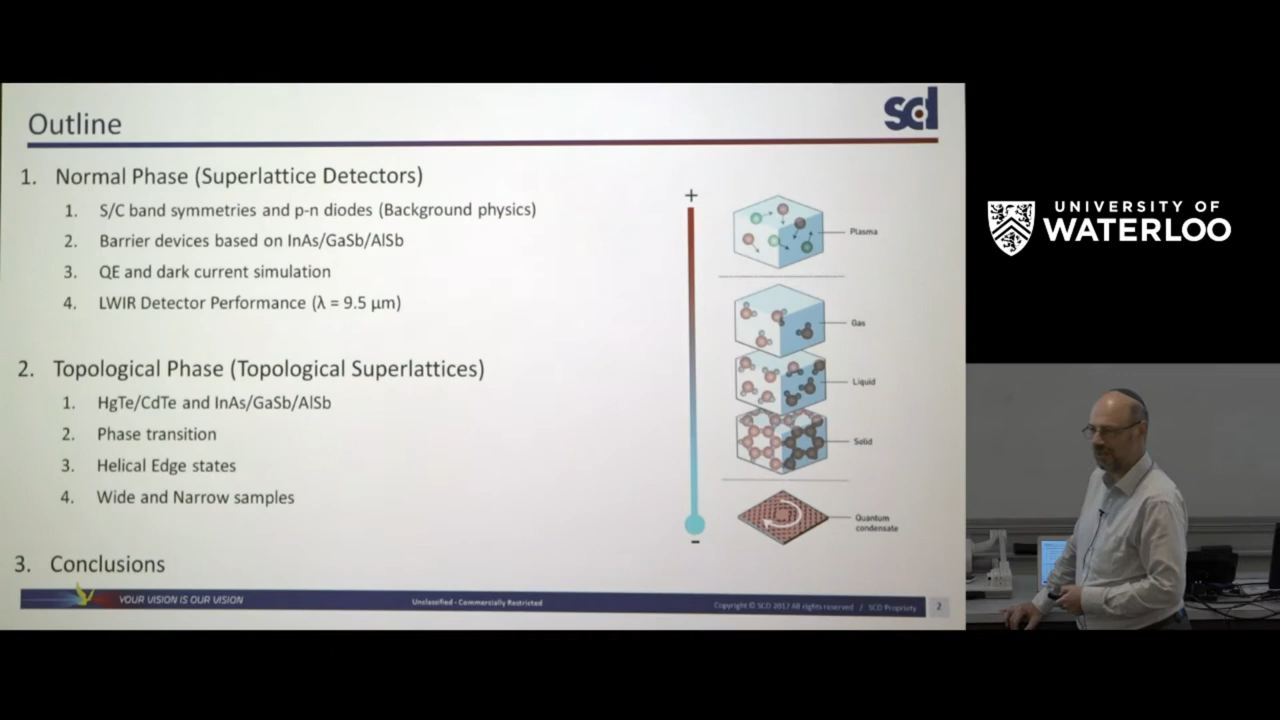 Outline
scd
1. Normal Phase (Superlattice Detectors)
1. S/C band symmetries and p-n diodes (Background physics)
2. Barrier devices based on InAs/GaSb/AlSb
3. QE and dark current simulation
4. LWIR Detector Performance (λ = 9.5 μm)
2. Topological Phase (Topological Superlattices)
1. HgTe/CdTe and InAs/GaSb/AlSb
2. Phase transition
3. Helical Edge states
4. Wide and Narrow samples
3. Conclusions
+
Plasma
Gas
Liquid
Solid
Quantum
condensate
-
YOUR VISION IS OUR VISION
Unclassified - Commercially Restricted
Copyright © SCD 2017 All rights reserved / SCD Propriety
2
UNIVERSITY OF
WATERLOO